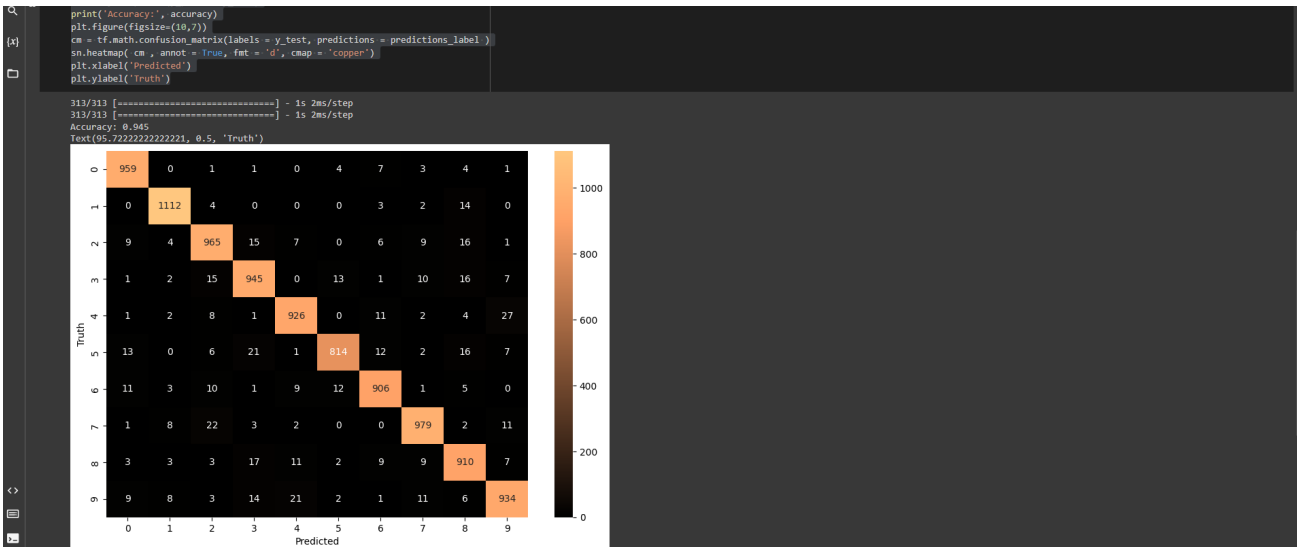 {x}
print('Accuracy:', accuracy)
plt.figure(figsize=(10,7))
cm = tf.math.confusion_matrix(labels = y_test, predictions = predictions_label )
sn.heatmap( cm , annot = True, fmt = 'd', cmap = 'copper')
plt.xlabel('Predicted')
plt.ylabel('Truth')
313/313 [==============================] - 1s 2ms/step
313/313 [==============================] - 1s 2ms/step
Accuracy: 0.945
Text(95.72222222222221, 0.5, 'Truth')
0 959 0 1 1 0 4 7 3 4 1
1 0 1112 4 0 0 0 3 2 14 0
2 9 4 965 15 7 0 6 9 16 1
3 1 2 15 945 0 13 1 10 16 7
4 1 2 8 1 926 0 11 2 4 27
5 13 0 6 21 1 814 12 2 16 7
6 11 3 10 1 9 12 906 1 5 0
7 1 8 22 3 2 0 0 979 2 11
8 3 3 3 17 11 2 9 9 910 7
9 9 8 3 14 21 2 1 11 6 934
0 1 2 3 4 5 6 7 8 9
Predicted
Truth
1000
800
600
400
200
0